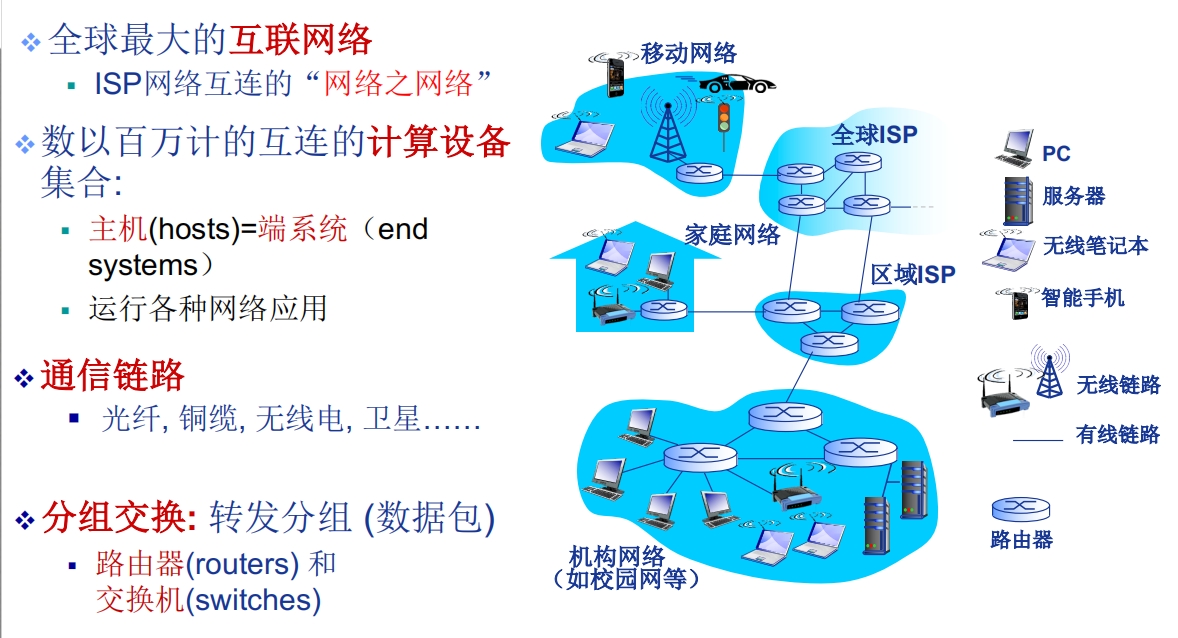 全球最大的互联网络
ISP网络互连的“网络之网络”
数以百万计的互连的计算设备
集合:
主机(hosts)=端系统（end
systems）
运行各种网络应用
通信链路
光纤, 铜缆, 无线电, 卫星……
分组交换: 转发分组 (数据包)
路由器(routers) 和
交换机(switches)
移动网络
全球ISP
家庭网络
区域ISP
机构网络
（如校园网等）
PC
服务器
无线笔记本
智能手机
无线链路
有线链路
路由器